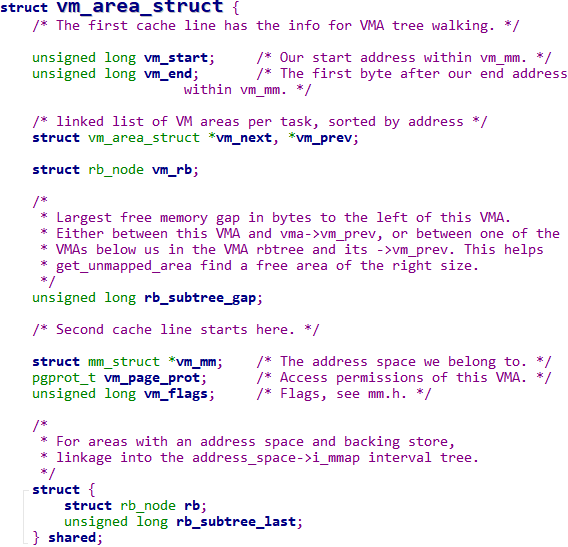 struct vm_area_struct {
    /* The first cache line has the info for VMA tree walking. */

    unsigned long vm_start;     /* Our start address within vm_mm. */
    unsigned long vm_end;       /* The first byte after our end address
                       within vm_mm. */

    /* linked list of VM areas per task, sorted by address */
    struct vm_area_struct *vm_next, *vm_prev;

    struct rb_node vm_rb;

    /*
     * Largest free memory gap in bytes to the left of this VMA.
     * Either between this VMA and vma->vm_prev, or between one of the
     * VMAs below us in the VMA rbtree and its ->vm_prev. This helps
     * get_unmapped_area find a free area of the right size.
     */
    unsigned long rb_subtree_gap;

    /* Second cache line starts here. */

    struct mm_struct *vm_mm;    /* The address space we belong to. */
    pgprot_t vm_page_prot;      /* Access permissions of this VMA. */
    unsigned long vm_flags;     /* Flags, see mm.h. */

    /*
     * For areas with an address space and backing store,
     * linkage into the address_space->i_mmap interval tree.
     */
    struct {
        struct rb_node rb;
        unsigned long rb_subtree_last;
    } shared;